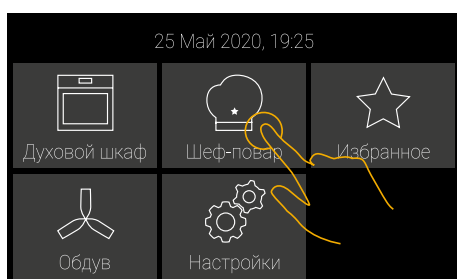 25 Май 2020, 19:25
Духовой шкаф Шеф-повар Избранное
Обдув Настройки